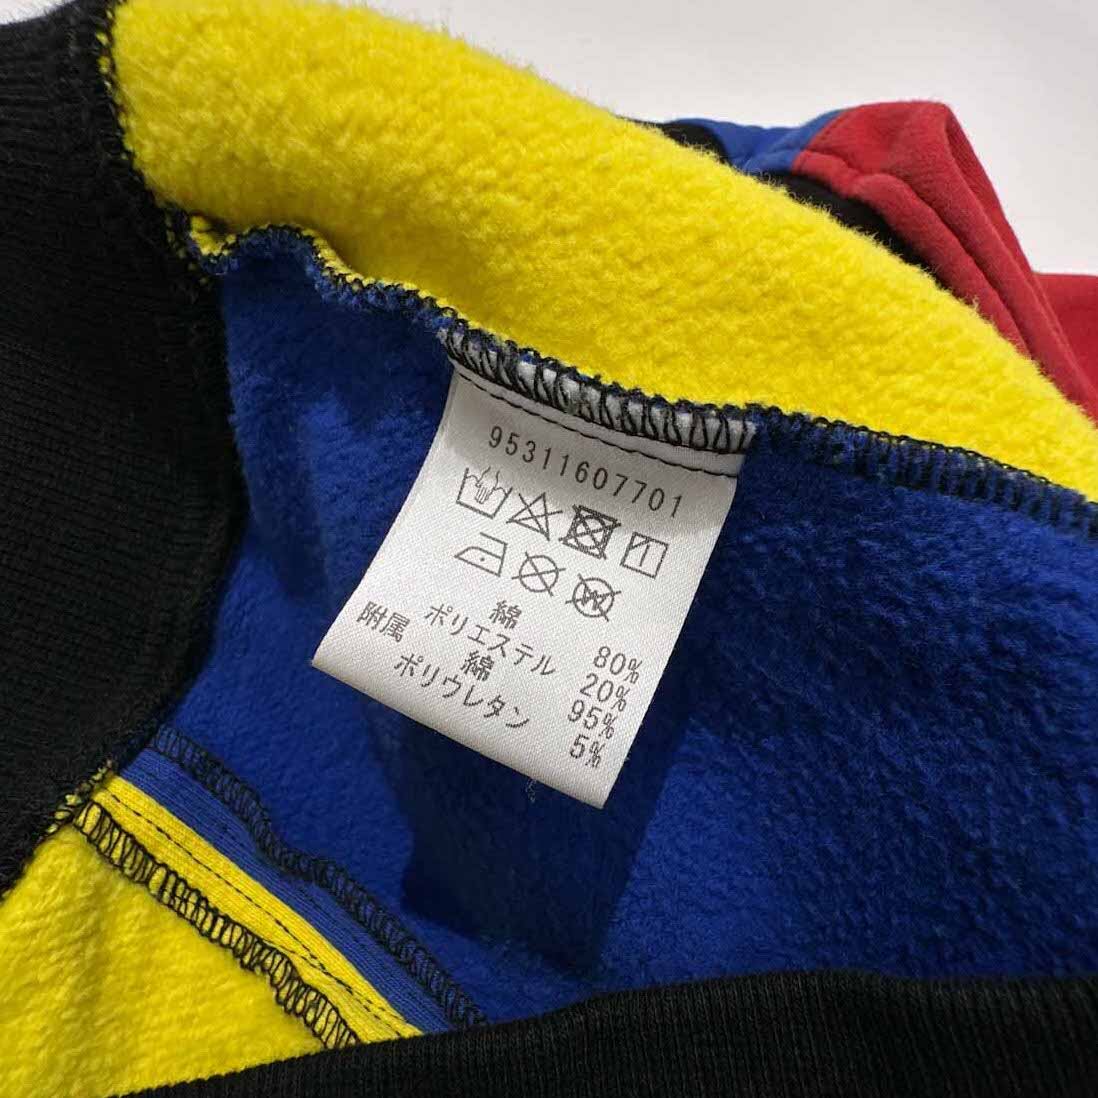 95311607701
綿 80%
ポリエステル 20%
附属 綿 95%
ポリウレタン 5%